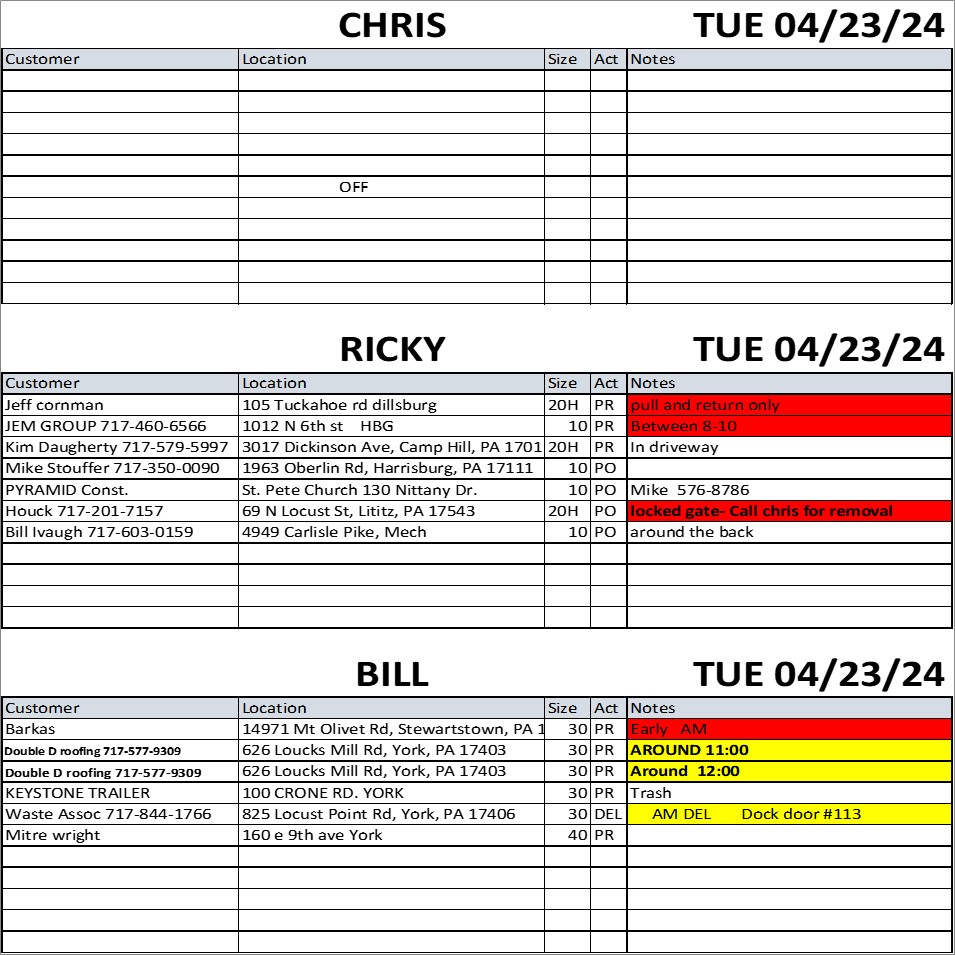 CHRIS TUE 04/23/24
Customer Location Size Act Notes
OFF
RICKY TUE 04/23/24
Customer Location Size Act Notes
Jeff cornman 105 Tuckahoe rd dillsburg 20H PR pull and return only
JEM GROUP 717-460-6566 1012 N 6th st HBG 10 PR Between 8-10
Kim Daugherty 717-579-5997 3017 Dickinson Ave, Camp Hill, PA 1701 20H PR In driveway
Mike Stouffer 717-350-0090 1963 Oberlin Rd, Harrisburg, PA 17111 10 PO
PYRAMID Const. St. Pete Church 130 Nittany Dr. 10 PO Mike 576-8786
Houck 717-201-7157 69 N Locust St, Lititz, PA 17543 20H PO locked gate- Call chris for removal
Bill Ivaugh 717-603-0159 4949 Carlisle Pike, Mech 10 PO around the back
BILL TUE 04/23/24
Customer Location Size Act Notes
Barkas 14971 Mt Olivet Rd, Stewartstown, PA 1 30 PR Early AM
Double D roofing 717-577-9309 626 Loucks Mill Rd, York, PA 17403 30 PR AROUND 11:00
Double D roofing 717-577-9309 626 Loucks Mill Rd, York, PA 17403 30 PR Around 12:00
KEYSTONE TRAILER 100 CRONE RD. YORK 30 PR Trash
Waste Assoc 717-844-1766 825 Locust Point Rd, York, PA 17406 30 DEL AM DEL Dock door #113
Mitre wright 160 e 9th ave York 40 PR